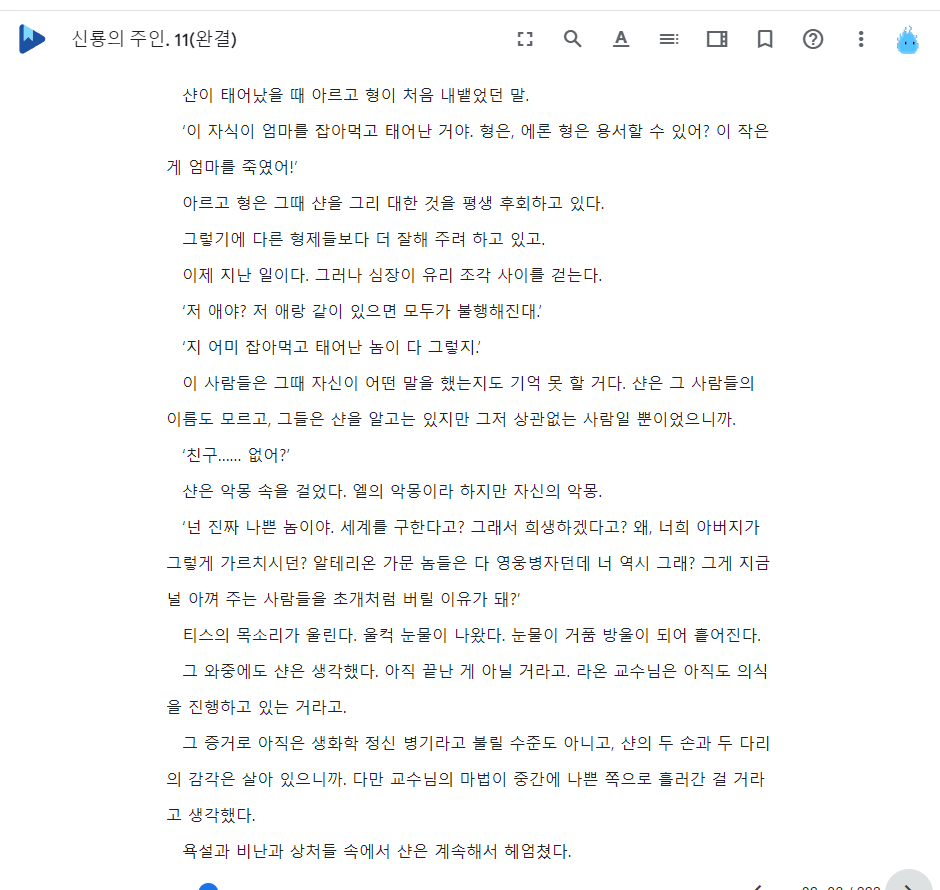 신룡의 주인. 11(완결)
샨이 태어났을 때 아르고 형이 처음 내뱉었던 말.
‘이 자식이 엄마를 잡아먹고 태어난 거야. 형은, 에론 형은 용서할 수 있어? 이 작은
게 엄마를 죽였어!’
아르고 형은 그때 샨을 그리 대한 것을 평생 후회하고 있다.
그렇기에 다른 형제들보다 더 잘해 주려 하고 있고.
이제 지난 일이다. 그러나 심장이 유리 조각 사이를 걷는다.
‘저 애야? 저 애랑 같이 있으면 모두가 불행해진대.’
‘지 어미 잡아먹고 태어난 놈이 다 그렇지.’
이 사람들은 그때 자신이 어떤 말을 했는지도 기억 못 할 거다. 샨은 그 사람들의
이름도 모르고, 그들은 샨을 알고는 있지만 그저 상관없는 사람일 뿐이었으니까.
‘친구…… 없어?’
샨은 악몽 속을 걸었다. 엘의 악몽이라 하지만 자신의 악몽.
‘넌 진짜 나쁜 놈이야. 세계를 구한다고? 그래서 희생하겠다고? 왜, 너희 아버지가
그렇게 가르치시던? 알테리온 가문 놈들은 다 영웅병자던데 너 역시 그래? 그게 지금
널 아껴 주는 사람들을 초개처럼 버릴 이유가 돼?’
티스의 목소리가 울린다. 울컥 눈물이 나왔다. 눈물이 거품 방울이 되어 흩어진다.
그 와중에도 샨은 생각했다. 아직 끝난 게 아닐 거라고. 라온 교수님은 아직도 의식
을 진행하고 있는 거라고.
그 증거로 아직은 생화학 정신 병기라고 불릴 수준도 아니고, 샨의 두 손과 두 다리
의 감각은 살아 있으니까. 다만 교수님의 마법이 중간에 나쁜 쪽으로 흘러간 걸 거라
고 생각했다.
욕설과 비난과 상처들 속에서 샨은 계속해서 헤엄쳤다.